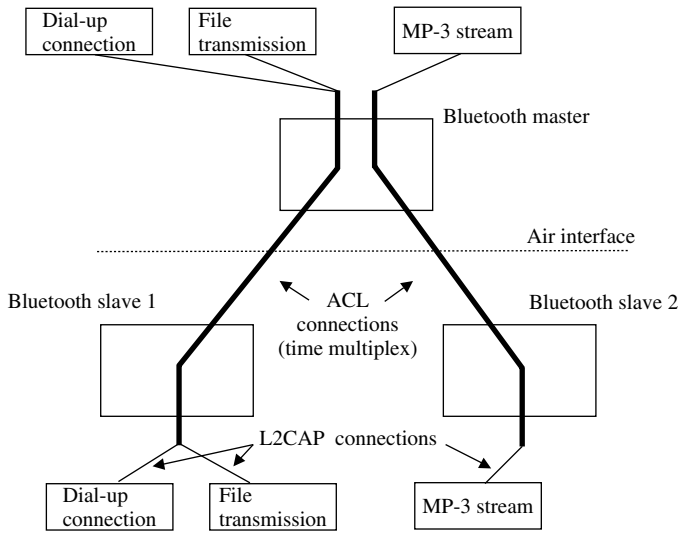 Dial-up
connection
File
transmission
MP-3 stream
Bluetooth master
Air interface
Bluetooth slave 1
ACL
connections
(time multiplex)
Bluetooth slave 2
L2CAP connections
Dial-up
connection
File
transmission
MP-3 stream